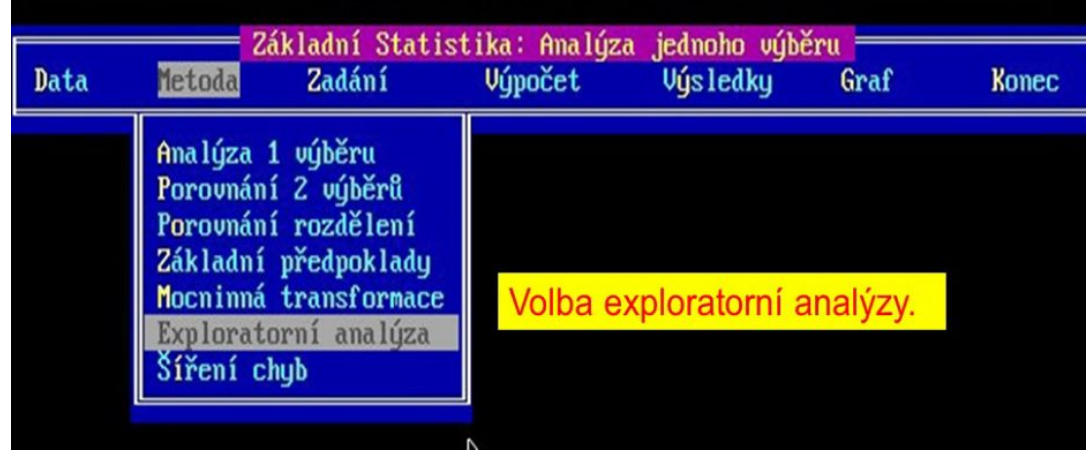 Základní Statistika: Analýza jednoho výběru
Data Metoda Zadání Výpočet Výsledky Graf Konec
Analýza 1 výběru
Porovnání 2 výběrů
Porovnání rozdělení
Základní předpoklady
Mocninná transformace
Exploratorní analýza
Šíření chyb
Volba exploratorní analýzy.